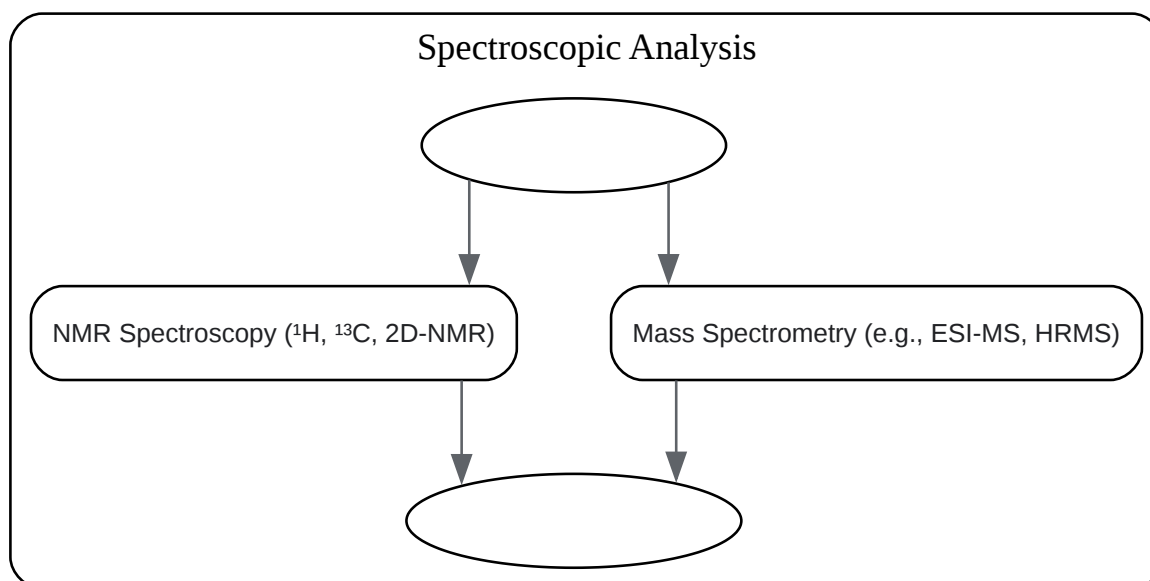 Spectroscopic Analysis
NMR Spectroscopy (¹H, ¹³C, 2D-NMR)
Mass Spectrometry (e.g., ESI-MS, HRMS)